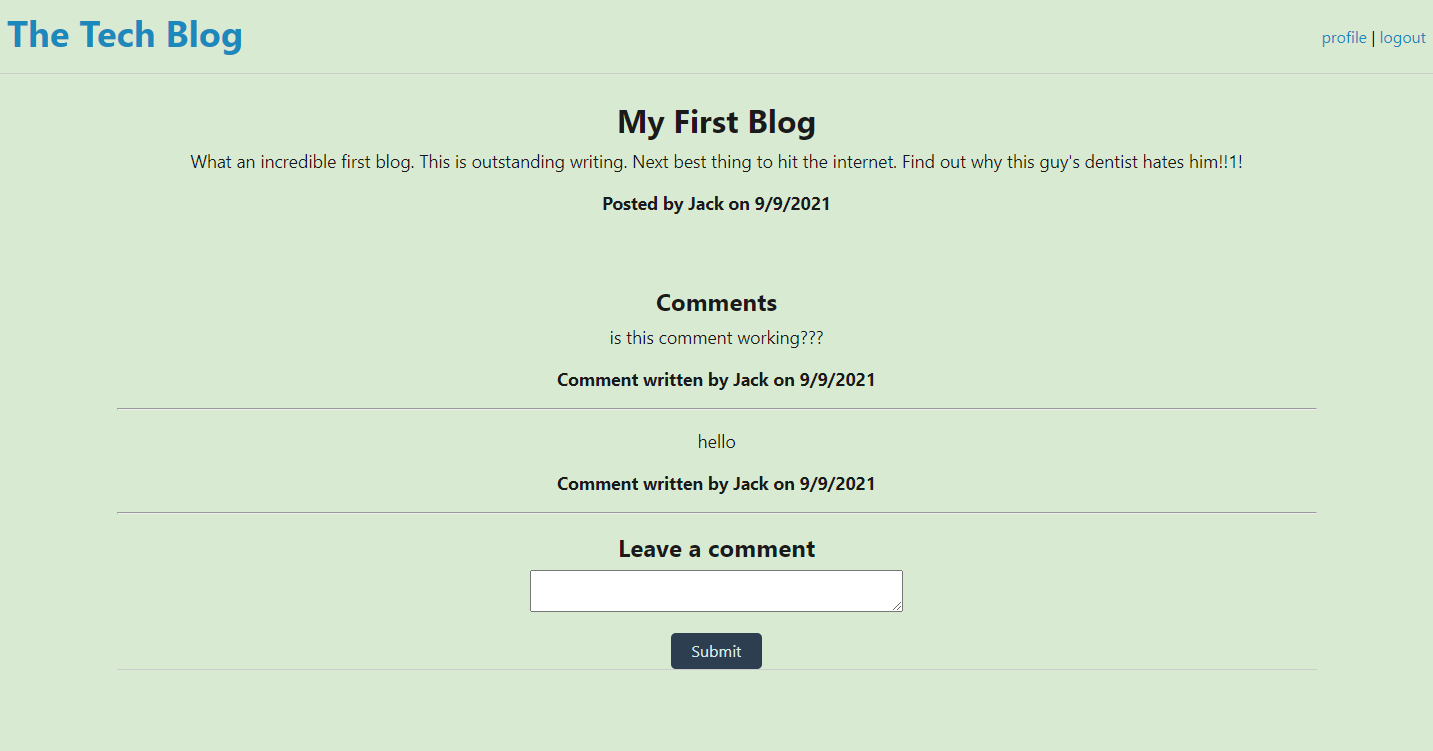 The Tech Blog
profile | logout
My First Blog
What an incredible first blog. This is outstanding writing. Next best thing to hit the internet. Find out why this guy's dentist hates him!!1!
Posted by Jack on 9/9/2021
Comments
is this comment working???
Comment written by Jack on 9/9/2021
hello
Comment written by Jack on 9/9/2021
Leave a comment
Submit